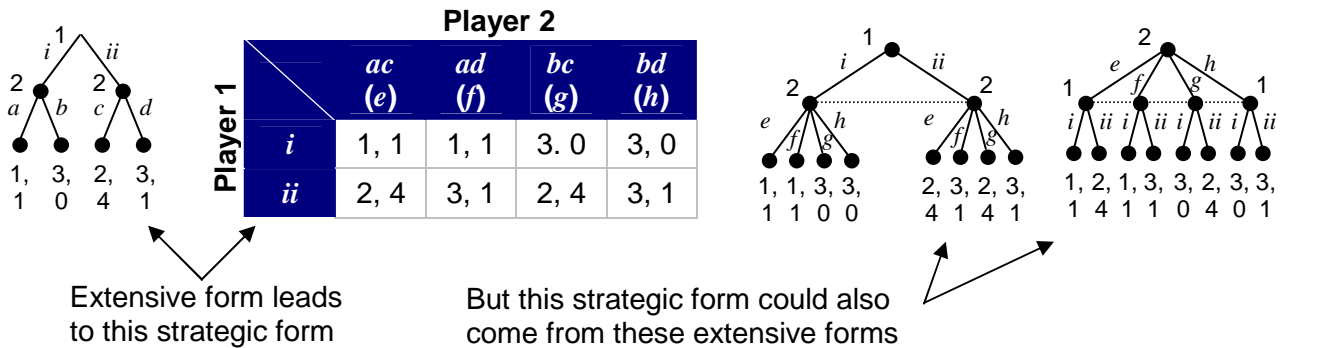 1
i ii
2 2
a b c d
1, 3, 2, 3,
1 0 4 1
Player 2
Player 1
ac ad bc bd
(e) (f) (g) (h)
i 1, 1 1, 1 3. 0 3, 0
ii 2, 4 3, 1 2, 4 3, 1
1
i ii
2 2
e f g h e f g h
1, 1, 3, 3, 2, 3, 2, 3,
1 1 0 0 4 1 4 1
2
e f g h
1 1
i ii i ii i ii i ii
1, 2, 1, 3, 3, 2, 3, 3,
1 4 1 1 0 4 0 1
Extensive form leads
to this strategic form
But this strategic form could also
come from these extensive forms